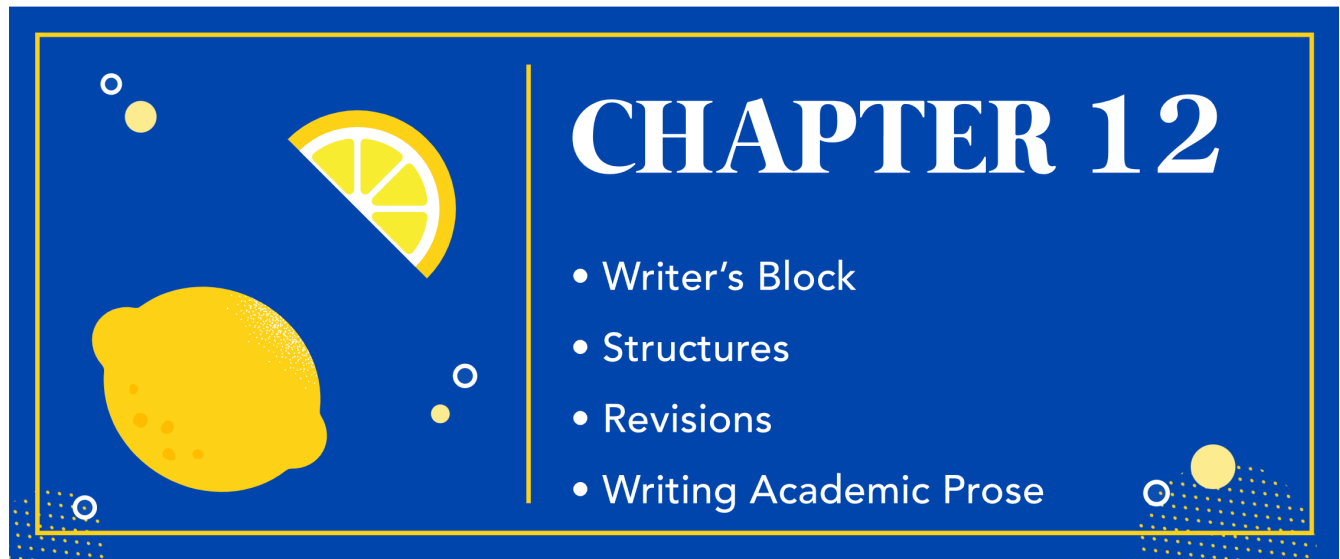 CHAPTER 12
• Writer’s Block
• Structures
• Revisions
• Writing Academic Prose